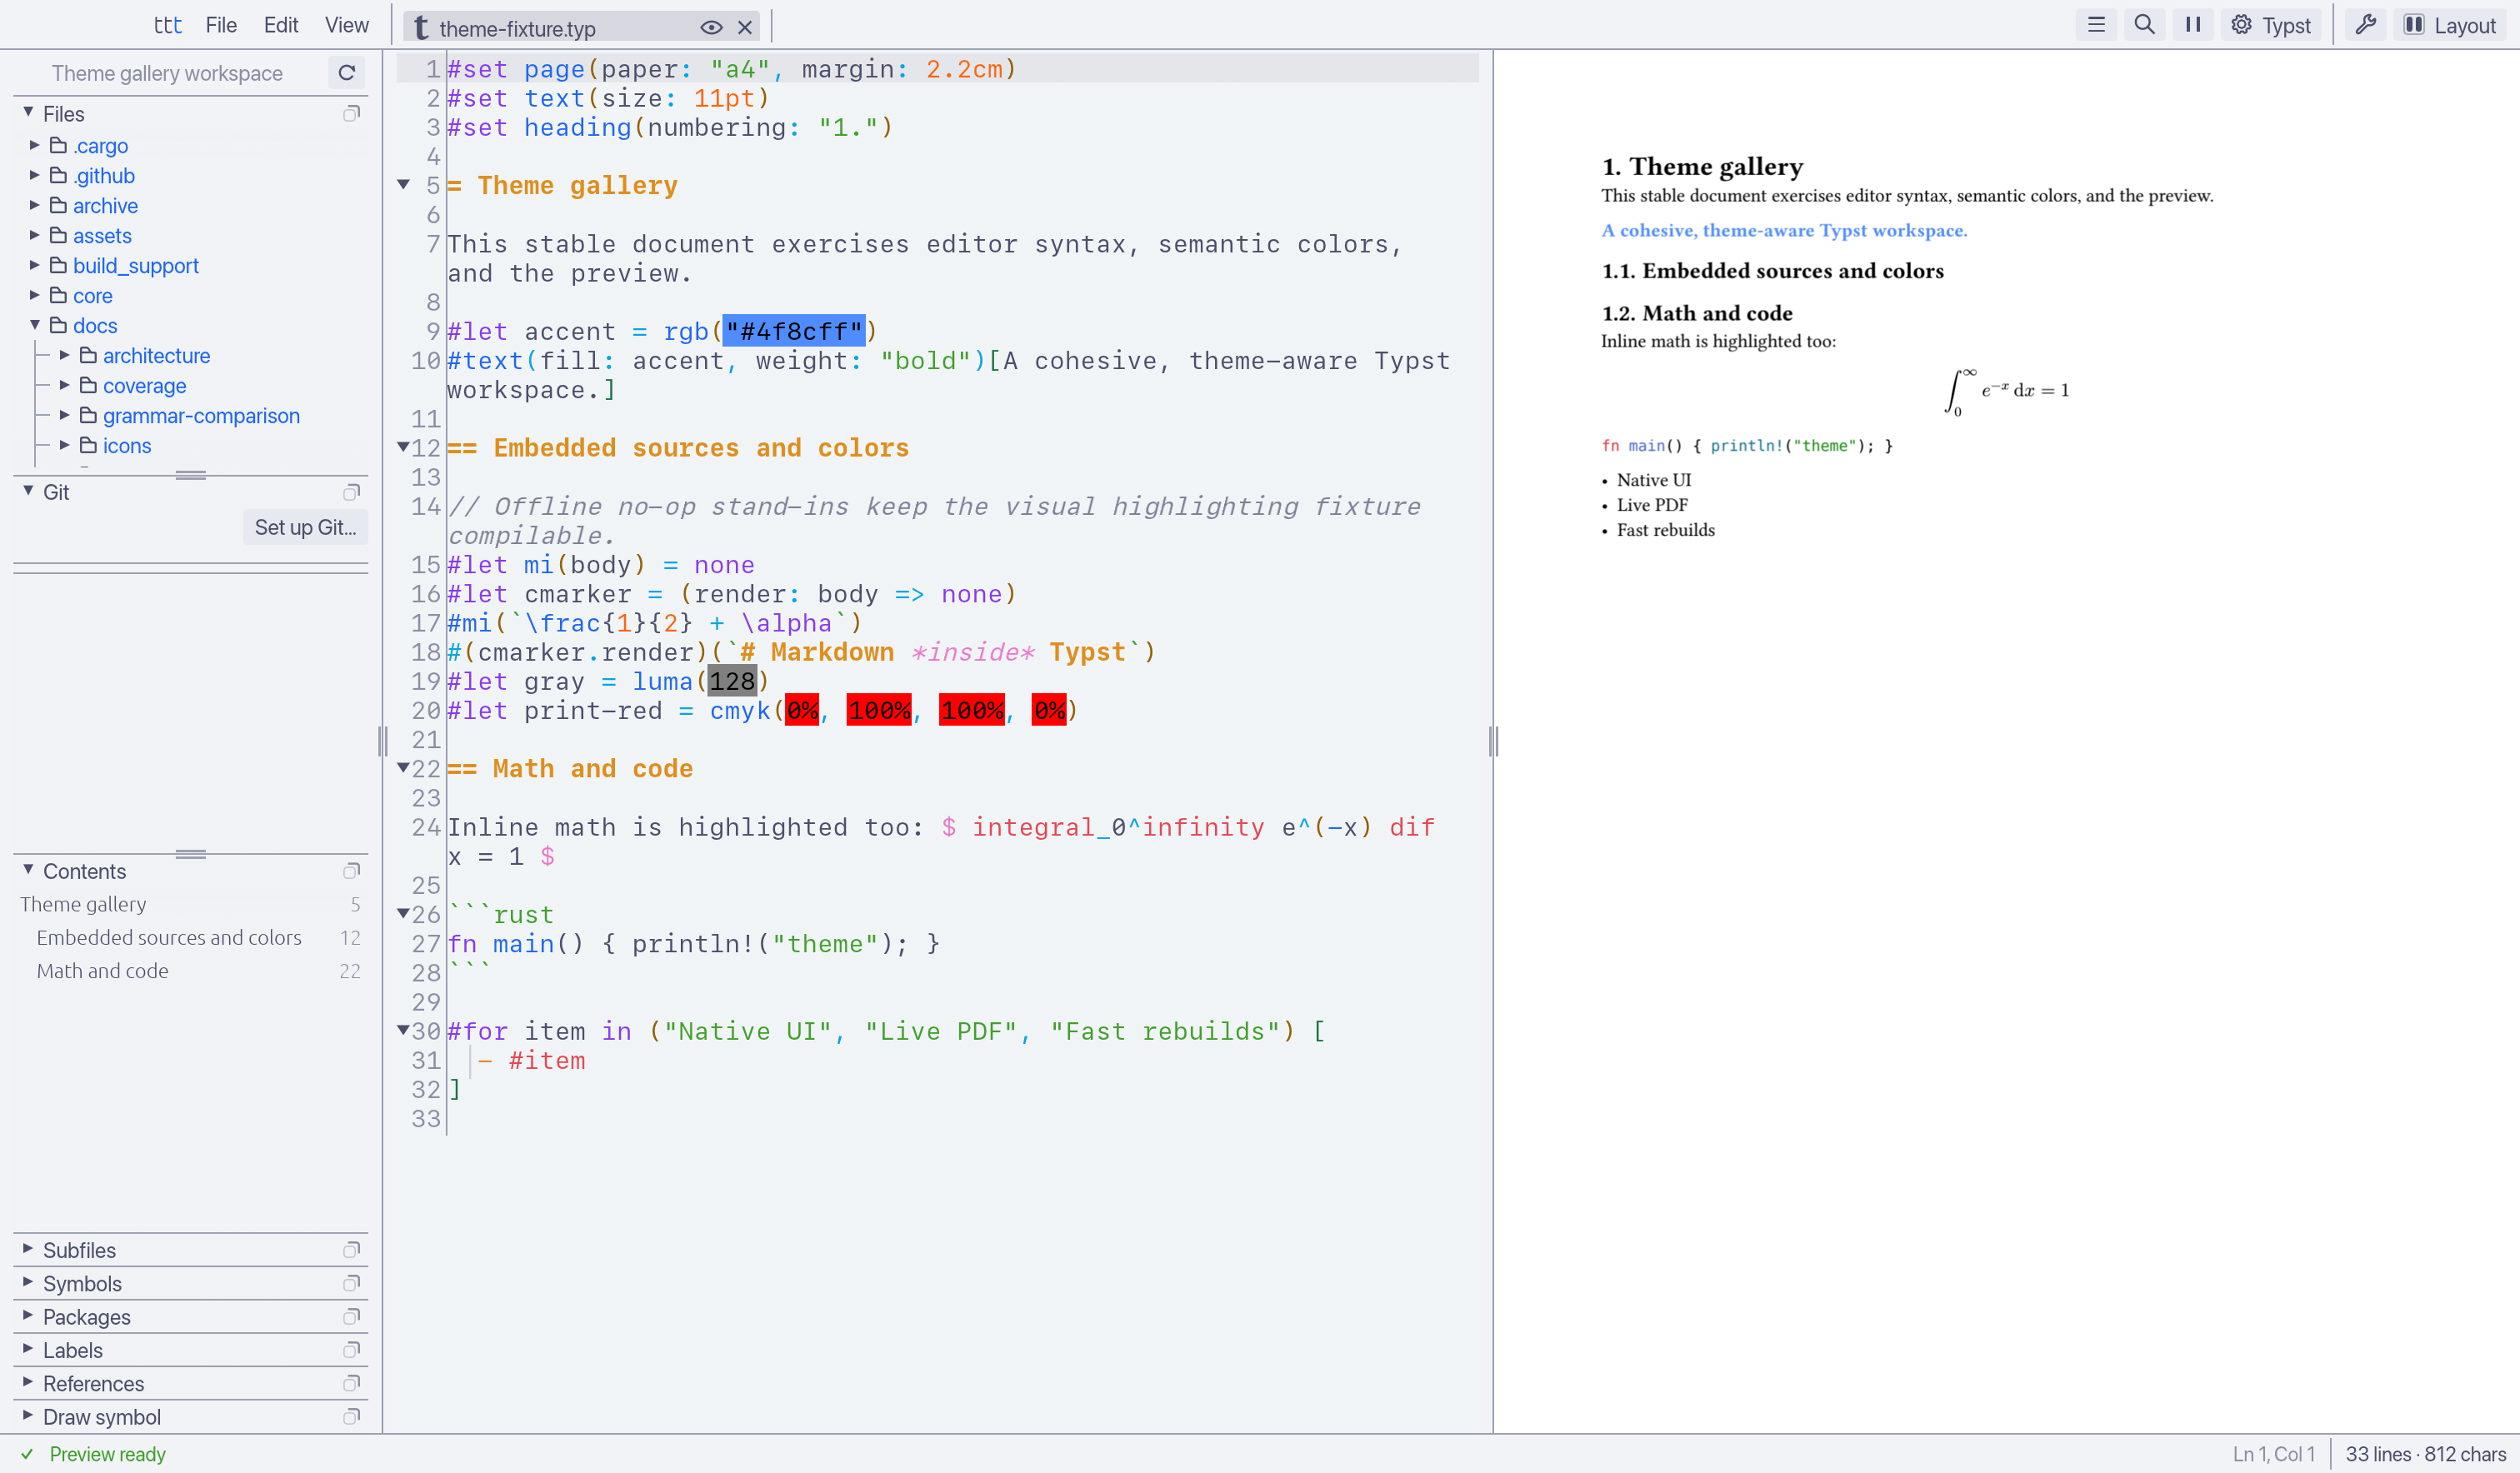 ttt File Edit View
theme-fixture.typ
Typst
Layout
Theme gallery workspace
Files
.cargo
.github
archive
assets
build_support
core
docs
architecture
coverage
grammar-comparison
icons
Git
Set up Git...
Contents
Theme gallery 5
Embedded sources and colors 12
Math and code 22
Subfiles
Symbols
Packages
Labels
References
Draw symbol
1 #set page(paper: "a4", margin: 2.2cm)
2 #set text(size: 11pt)
3 #set heading(numbering: "1.")
4
5 = Theme gallery
6
7 This stable document exercises editor syntax, semantic colors,
and the preview.
8
9 #let accent = rgb("#4f8cff")
10 #text(fill: accent, weight: "bold")[A cohesive, theme-aware Typst
workspace.]
11
12 == Embedded sources and colors
13
14 // Offline no-op stand-ins keep the visual highlighting fixture
compilable.
15 #let mi(body) = none
16 #let cmarker = (render: body => none)
17 #mi(`\frac{1}{2} + \alpha`)
18 #(cmarker.render)(`# Markdown *inside* Typst`)
19 #let gray = luma(128)
20 #let print-red = cmyk(0%, 100%, 100%, 0%)
21
22 == Math and code
23
24 Inline math is highlighted too: $ integral_0^infinity e^(-x) dif
x = 1 $
25
26 ```rust
27 fn main() { println!("theme"); }
28 ```
29
30 #for item in ("Native UI", "Live PDF", "Fast rebuilds") [
31 - #item
32 ]
33
1. Theme gallery
This stable document exercises editor syntax, semantic colors, and the preview.
A cohesive, theme-aware Typst workspace.
1.1. Embedded sources and colors
1.2. Math and code
Inline math is highlighted too:
∫₀^∞ e⁻ˣ dx = 1
fn main() { println!("theme"); }
• Native UI
• Live PDF
• Fast rebuilds
Preview ready
Ln 1, Col 1
33 lines · 812 chars